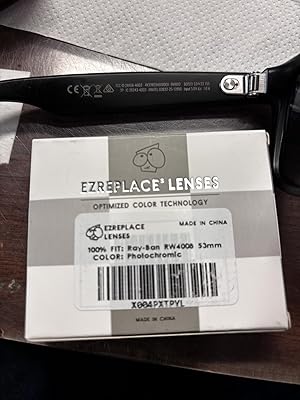 EZREPLACE LENSES
OPTIMIZED COLOR TECHNOLOGY
EZREPLACE
LENSES
MADE IN CHINA
100% FIT: Ray-Ban RW4008 53mm
COLOR: Photochromic
X004PXTPYL
MADE IN CHINA